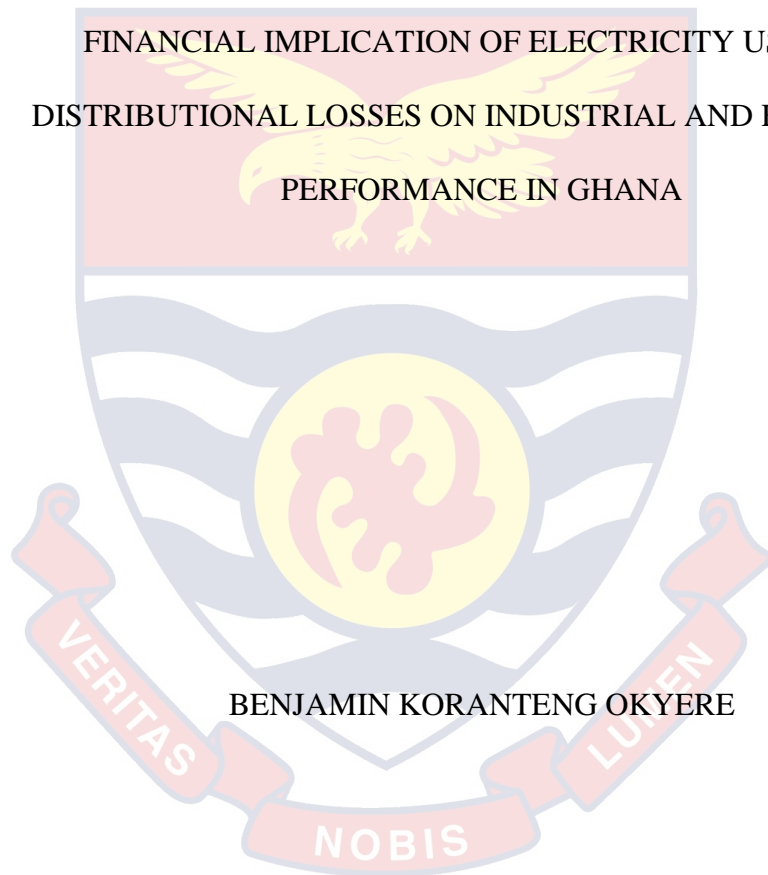 FINANCIAL IMPLICATION OF ELECTRICITY
DISTRIBUTIONAL LOSSES ON INDUSTRIAL AND
PERFORMANCE IN GHANA
BENJAMIN KORANTENG OKYERE
VERITAS
NOBIS
LUMEN